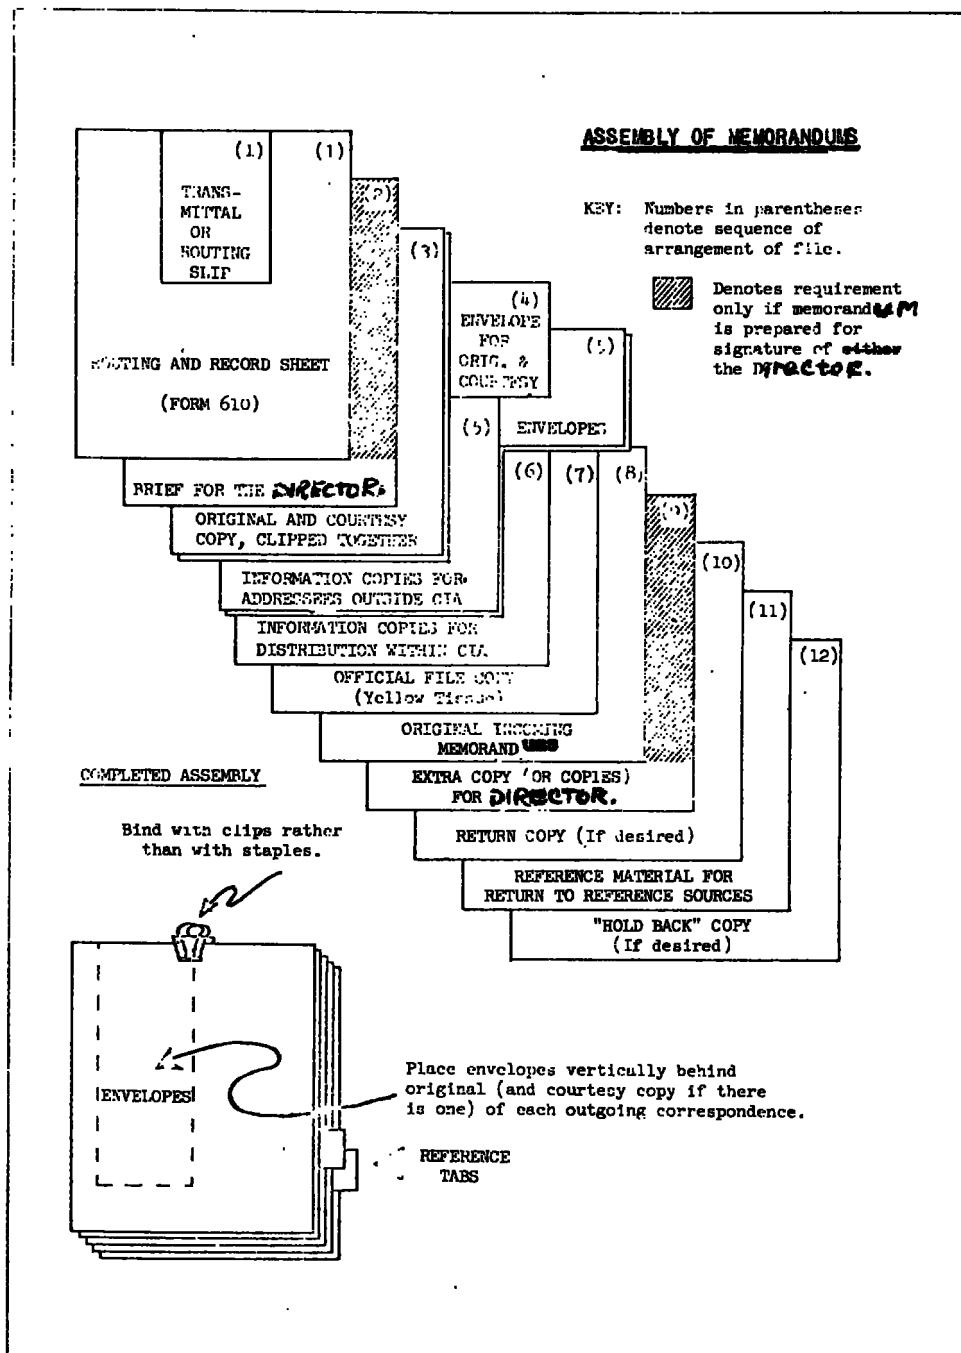 ASSEMBLY OF MEMORANDUMS
KEY: Numbers in parentheses
denote sequence of
arrangement of file.
Denotes requirement
only if memorandUM
is prepared for
signature of either
the DIRECTOR.
(1)
(1)
TRANS-
MITTAL
OR
ROUTING
SLIP
ROUTING AND RECORD SHEET
(FORM 610)
(2)
BRIEF FOR THE DIRECTOR.
(3)
ORIGINAL AND COURTESY
COPY, CLIPPED TOGETHER
(4)
ENVELOPE
FOR
ORIG. &
COURTESY
(5)
ENVELOPES
(5)
INFORMATION COPIES FOR
ADDRESSEES OUTSIDE CIA
(6)
INFORMATION COPIES FOR
DISTRIBUTION WITHIN CIA
(7)
OFFICIAL FILE COPY
(Yellow Tissue)
(8)
ORIGINAL INCOMING
MEMORAND
(9)
EXTRA COPY (OR COPIES)
FOR DIRECTOR.
(10)
RETURN COPY (If desired)
(11)
REFERENCE MATERIAL FOR
RETURN TO REFERENCE SOURCES
(12)
"HOLD BACK" COPY
(If desired)
COMPLETED ASSEMBLY
Bind with clips rather
than with staples.
ENVELOPES
Place envelopes vertically behind
original (and courtesy copy if there
is one) of each outgoing correspondence.
REFERENCE
TABS